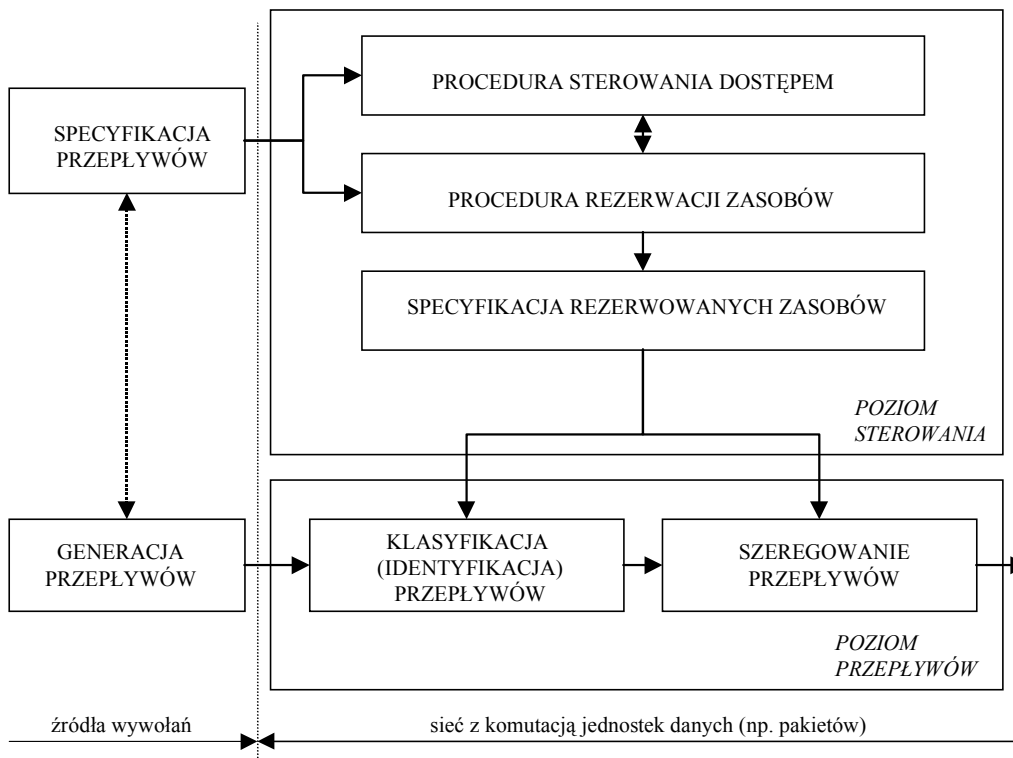 PROCEDURA STEROWANIA DOSTĘPEM
SPECYFIKACJA
PRZEPŁYWÓW
PROCEDURA REZERWACJI ZASOBÓW
SPECYFIKACJA REZERWOWANYCH ZASOBÓW
POZIOM
STEROWANIA
GENERACJA
PRZEPŁYWÓW
KLASYFIKACJA
(IDENTYFIKACJA)
PRZEPŁYWÓW
SZEREGOWANIE
PRZEPŁYWÓW
POZIOM
PRZEPŁYWÓW
źródła wywołań
sieć z komutacją jednostek danych (np. pakietów)